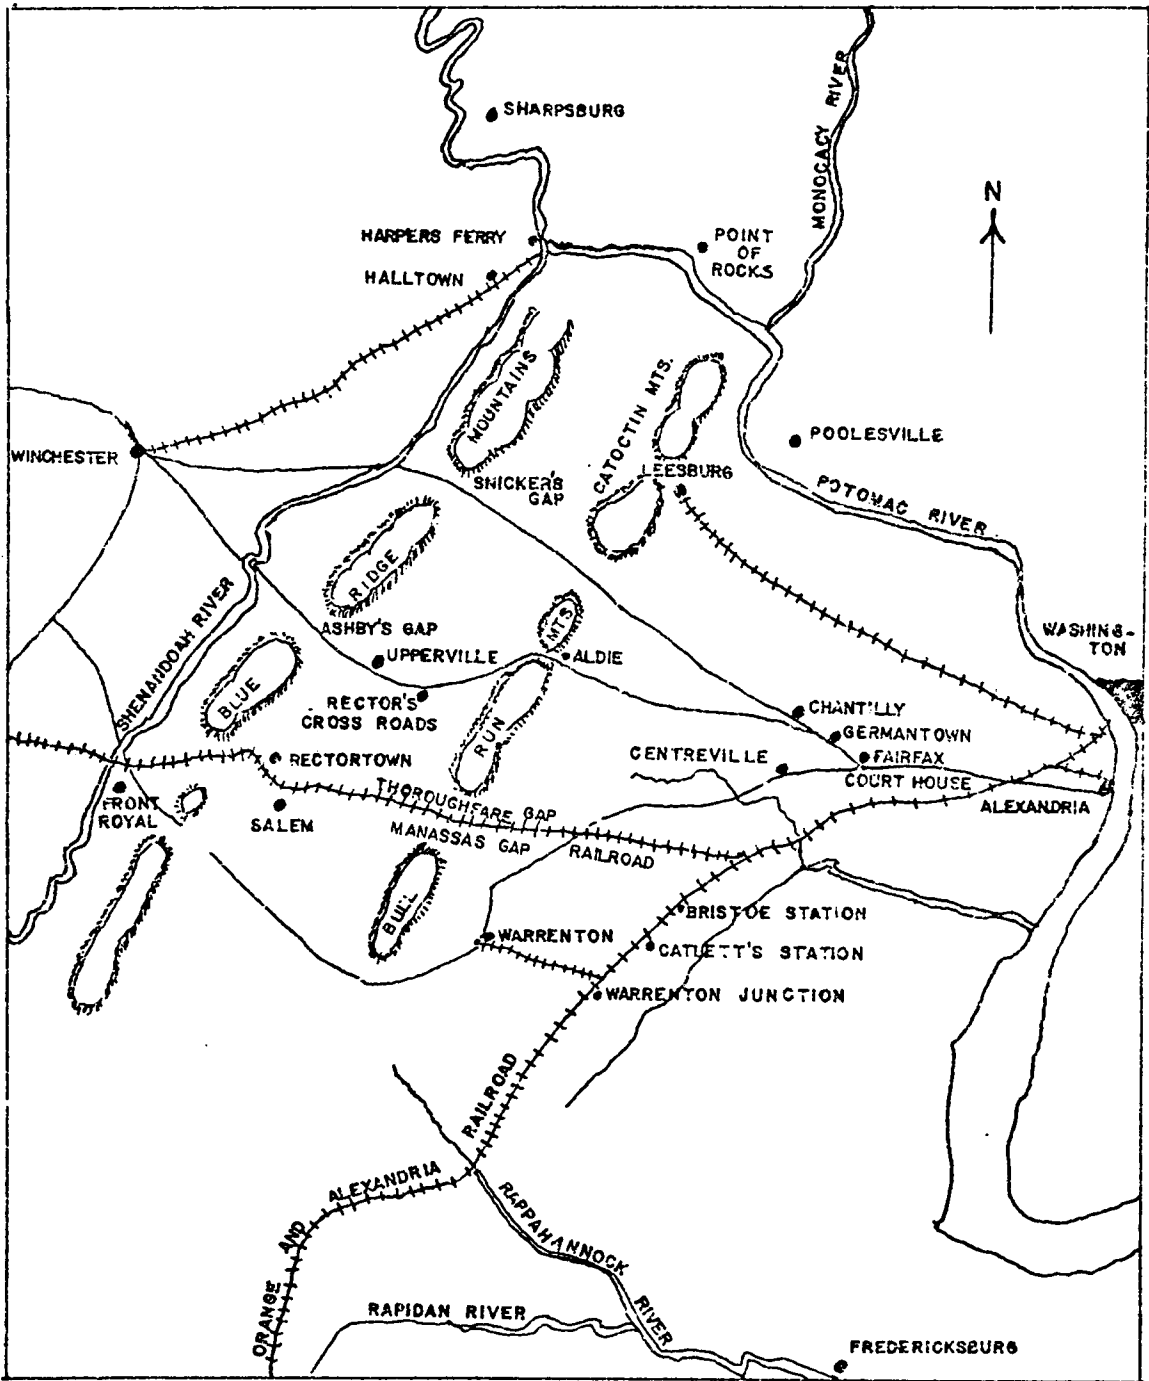 SHARPSBURG
MONOCACY RIVER
N
HARPERS FERRY
POINT
OF
ROCKS
HALLTOWN
MOUNTAINS
CATOCTIN MTS.
POOLESVILLE
WINCHESTER
SNICKER'S
GAP
LEESBURG
POTOMAC RIVER
RIDGE
SHENANDOAH RIVER
ASHBY'S GAP
MTS
WASHING-
TON
UPPERVILLE
ALDIE
BLUE
RECTOR'S
CROSS ROADS
RUN
CHANTILLY
GERMANTOWN
CENTREVILLE
FAIRFAX
COURT HOUSE
RECTORTOWN
FRONT
ROYAL
SALEM
THOROUGHFARE GAP
MANASSAS GAP RAILROAD
ALEXANDRIA
BULL
BRISTOE STATION
WARRENTON
CATLETT'S STATION
WARRENTON JUNCTION
ORANGE AND ALEXANDRIA RAILROAD
RAPPAHANNOCK RIVER
RAPIDAN RIVER
FREDERICKSBURG